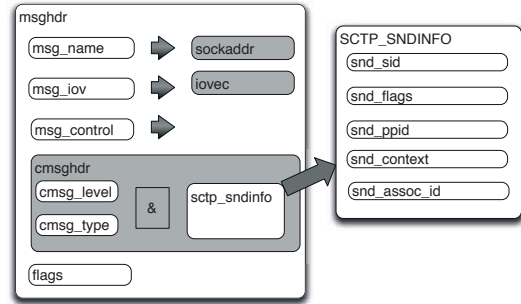 msghdr
msg_name
sockaddr
msg_iov
iovec
msg_control
cmsghdr
cmsg_level
&
sctp_sndinfo
cmsg_type
flags
SCTP_SNDINFO
snd_sid
snd_flags
snd_ppid
snd_context
snd_assoc_id